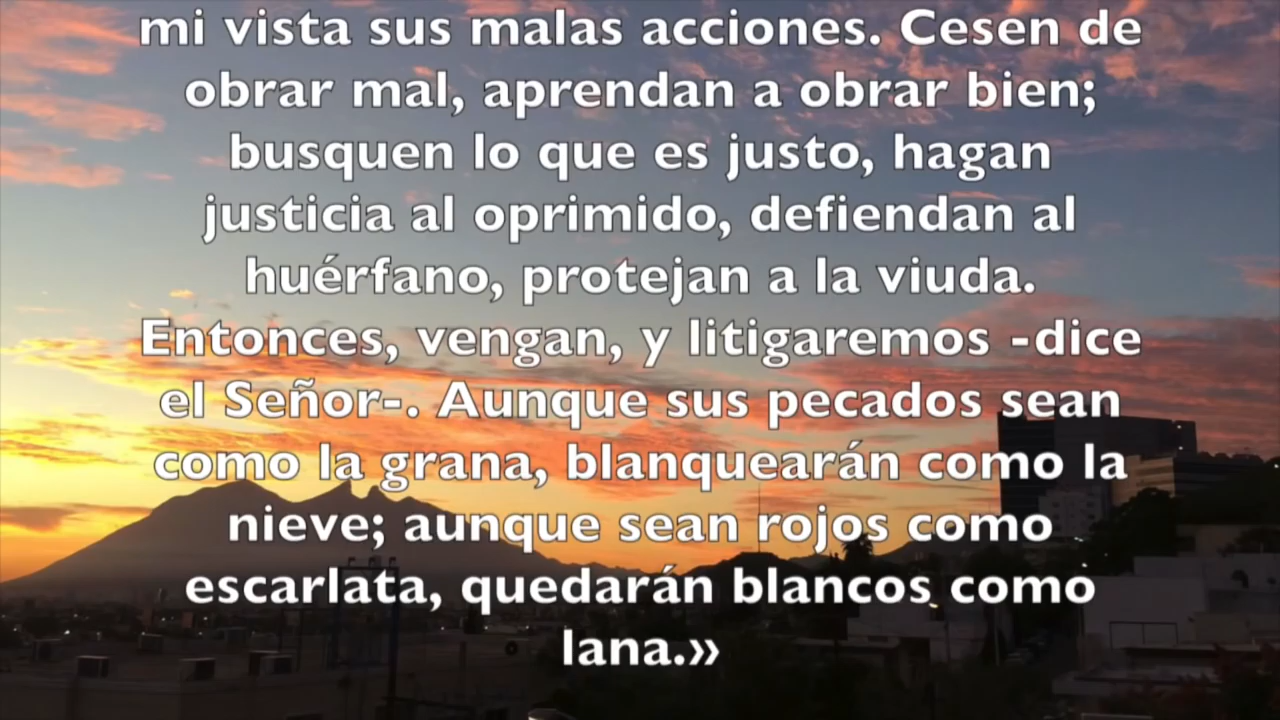 mi vista sus malas acciones. Cesen de
obrar mal, aprendan a obrar bien;
busquen lo que es justo, hagan
justicia al oprimido, defiendan al
huérfano, protejan a la viuda.
Entonces, vengan, y litigaremos -dice
el Señor-. Aunque sus pecados sean
como la grana, blanquearán como la
nieve; aunque sean rojos como
escarlata, quedarán blancos como
lana.»